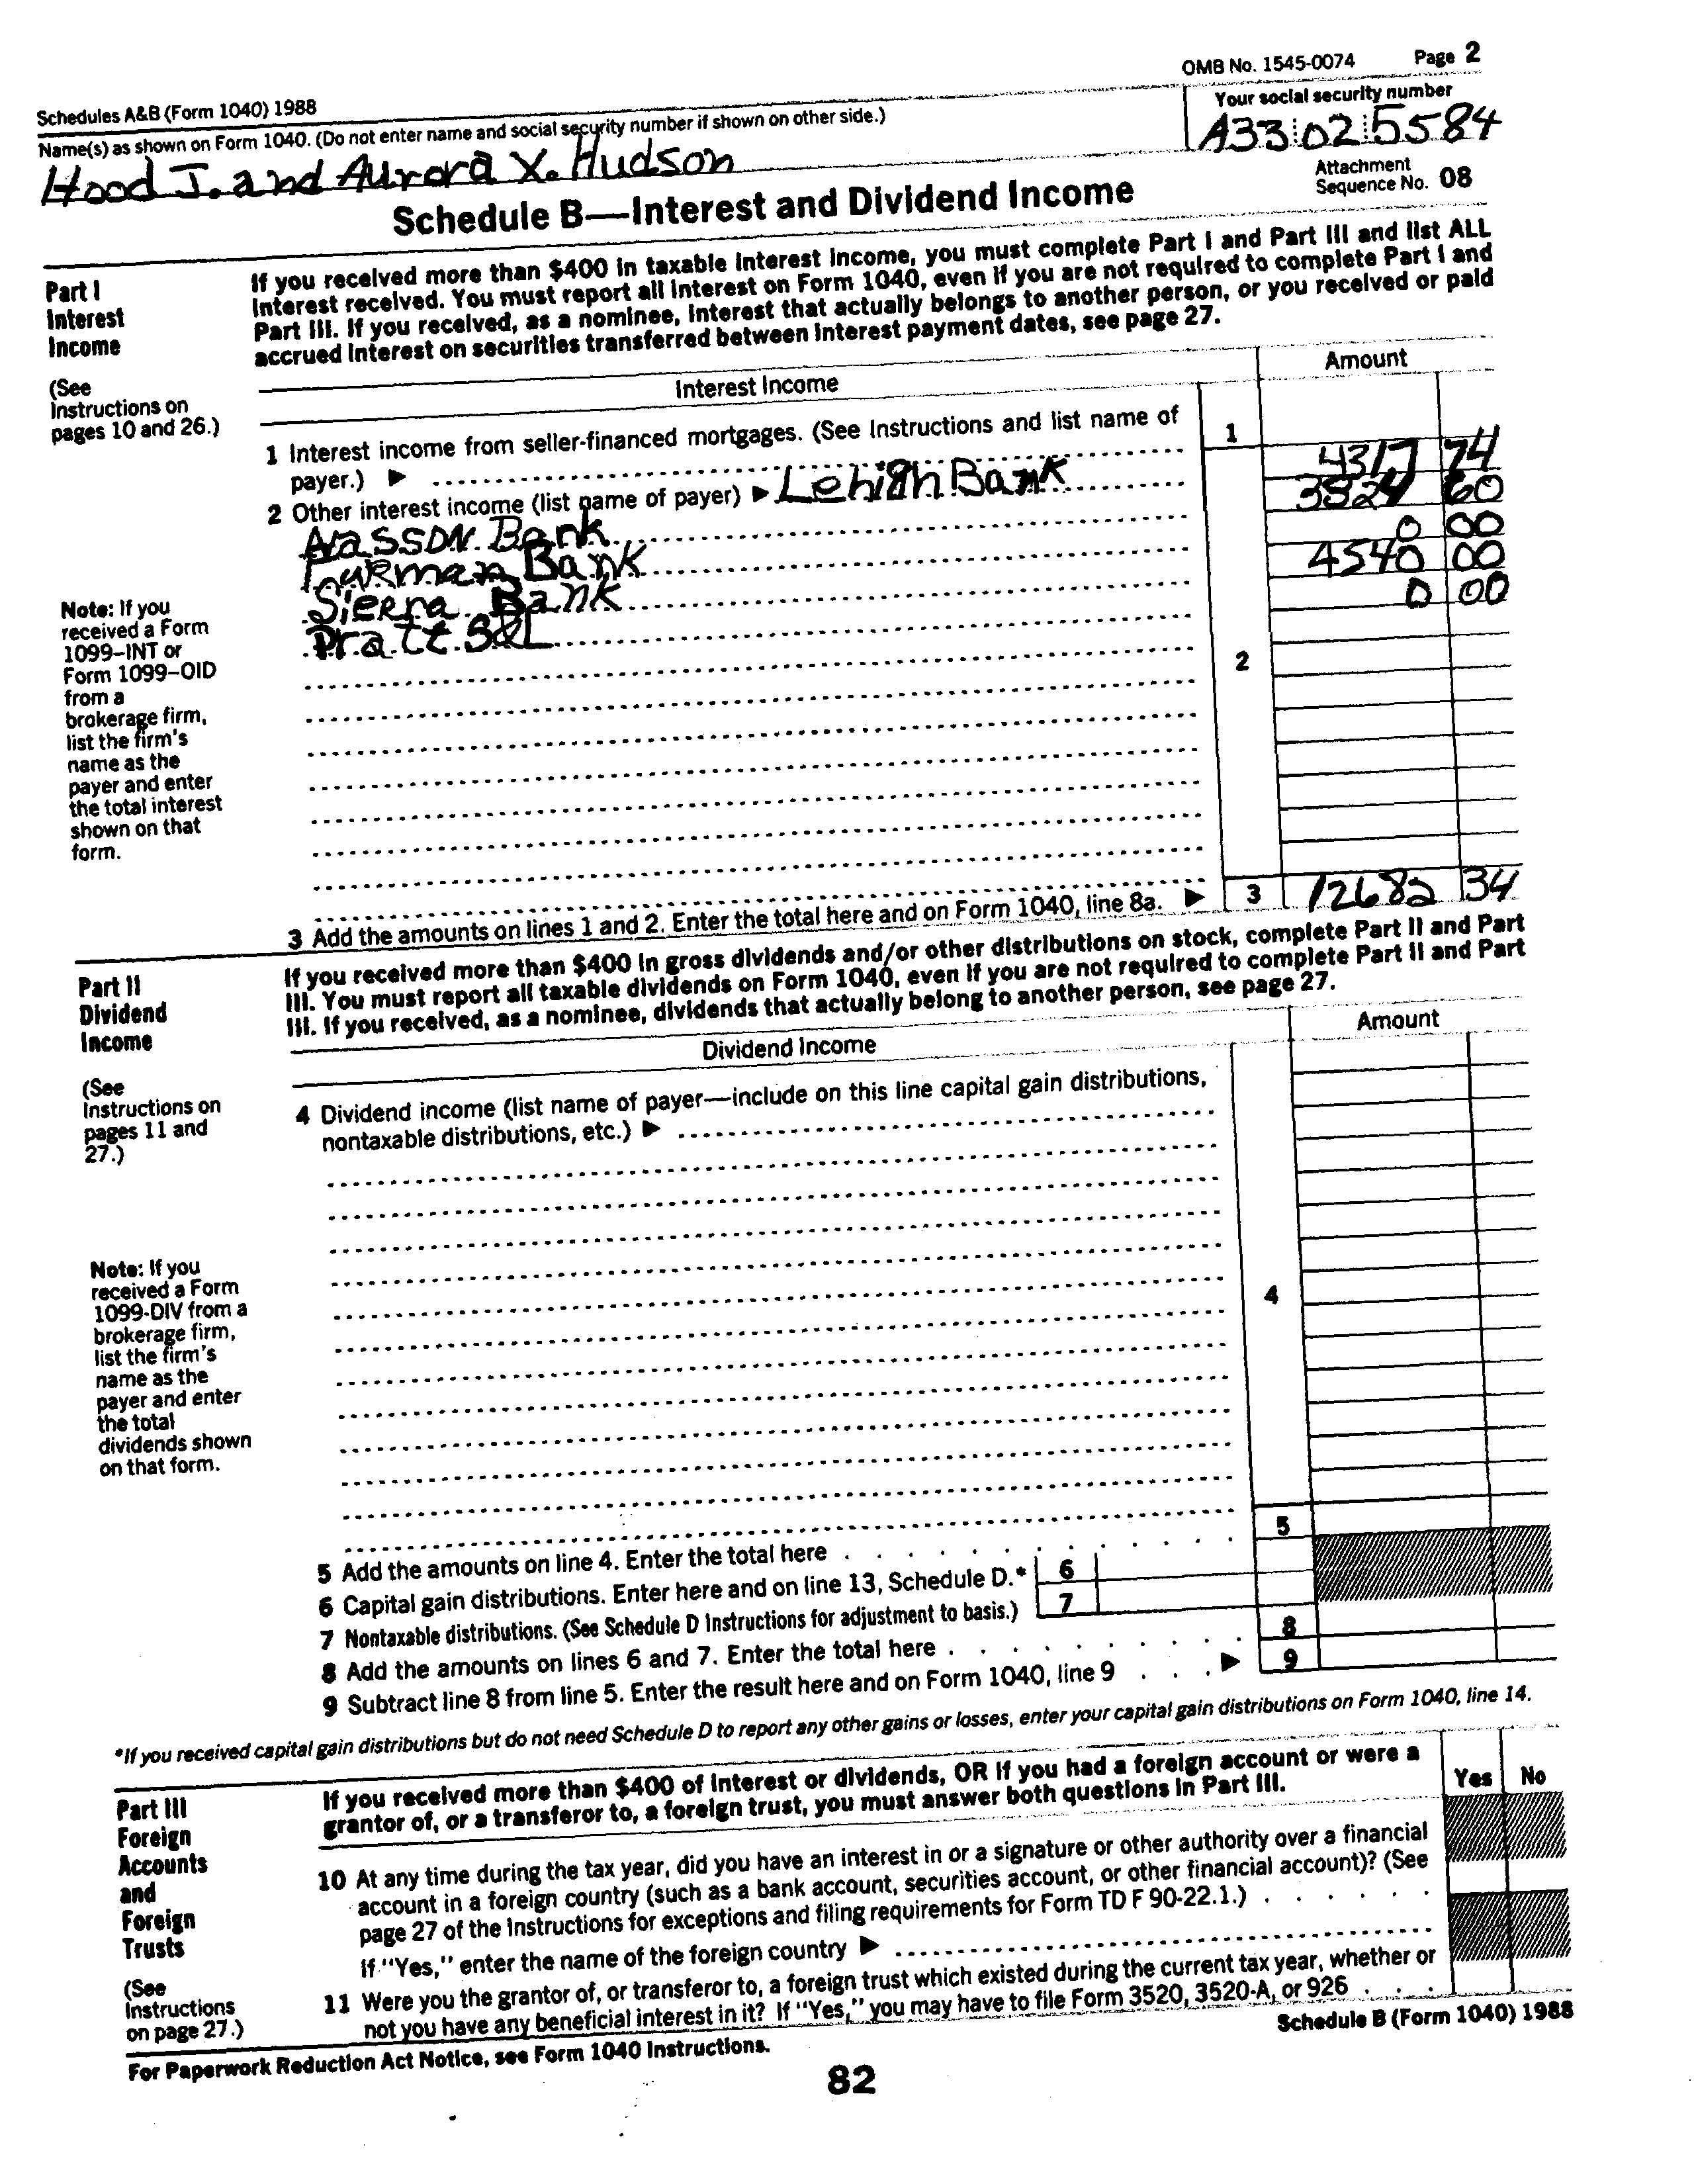 OMB No. 1545-0074 Page 2
Schedules A&B (Form 1040) 1988
Name(s) as shown on Form 1040. (Do not enter name and social security number if shown on other side.)
Your social security number
Hood J. and Aurora X. Hudson
A33 02 5584
Attachment
Sequence No. 08
Schedule B—Interest and Dividend Income
Part I
Interest
Income
(See
Instructions on
pages 10 and 26.)
If you received more than $400 in taxable interest income, you must complete Part I and Part III and list ALL
interest received. You must report all interest on Form 1040, even if you are not required to complete Part I and
Part III. If you received, as a nominee, interest that actually belongs to another person, or you received or paid
accrued interest on securities transferred between interest payment dates, see page 27.
Interest Income
Amount
1 Interest income from seller-financed mortgages. (See Instructions and list name of
payer.) ▶
1
2 Other interest income (list name of payer) ▶ Lehigh Bank
4317 74
Bank
60
Bank
0 00
Sierra Bank
4540 00
Pratt S&L
0 00
2
Note: If you
received a Form
1099–INT or
Form 1099–OID
from a
brokerage firm,
list the firm's
name as the
payer and enter
the total interest
shown on that
form.
3 Add the amounts on lines 1 and 2. Enter the total here and on Form 1040, line 8a. ▶ 3 12682 34
Part II
Dividend
Income
(See
Instructions on
pages 11 and
27.)
If you received more than $400 in gross dividends and/or other distributions on stock, complete Part II and Part
III. You must report all taxable dividends on Form 1040, even if you are not required to complete Part II and Part
III. If you received, as a nominee, dividends that actually belong to another person, see page 27.
Dividend Income
Amount
4 Dividend income (list name of payer—include on this line capital gain distributions,
nontaxable distributions, etc.) ▶
4
Note: If you
received a Form
1099-DIV from a
brokerage firm,
list the firm's
name as the
payer and enter
the total
dividends shown
on that form.
5 Add the amounts on line 4. Enter the total here . . . . . . . . . . . . 5
6 Capital gain distributions. Enter here and on line 13, Schedule D.* 6
7 Nontaxable distributions. (See Schedule D Instructions for adjustment to basis.) 7
8 Add the amounts on lines 6 and 7. Enter the total here . . . . . . . . . . 8
9 Subtract line 8 from line 5. Enter the result here and on Form 1040, line 9 . . . ▶ 9
*If you received capital gain distributions but do not need Schedule D to report any other gains or losses, enter your capital gain distributions on Form 1040, line 14.
Part III
Foreign
Accounts
and
Foreign
Trusts
(See
Instructions
on page 27.)
If you received more than $400 of interest or dividends, OR if you had a foreign account or were a
grantor of, or a transferor to, a foreign trust, you must answer both questions in Part III.
Yes No
10 At any time during the tax year, did you have an interest in or a signature or other authority over a financial
account in a foreign country (such as a bank account, securities account, or other financial account)? (See
page 27 of the Instructions for exceptions and filing requirements for Form TD F 90-22.1.) . . . . . .
If "Yes," enter the name of the foreign country ▶
11 Were you the grantor of, or transferor to, a foreign trust which existed during the current tax year, whether or
not you have any beneficial interest in it? If "Yes," you may have to file Form 3520, 3520-A, or 926 . . .
For Paperwork Reduction Act Notice, see Form 1040 Instructions.
Schedule B (Form 1040) 1988
82